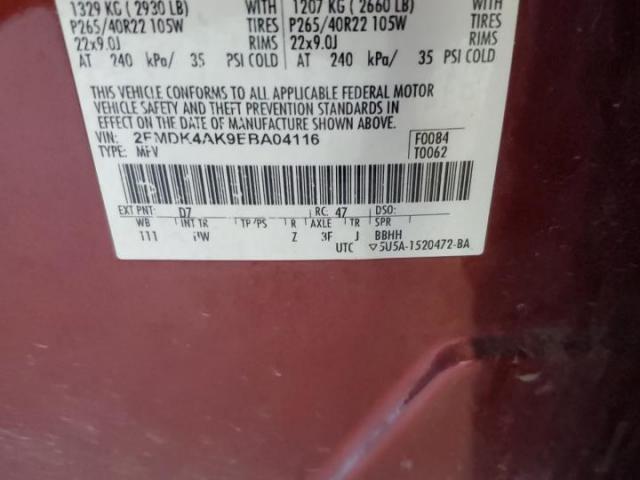 1329 KG ( 2930 LB) WITH 1207 KG ( 2660 LB) WITH
P265/40R22 105W TIRES P265/40R22 105W TIRES
22x9.0J RIMS 22x9.0J RIMS
AT 240 kPa/ 35 PSI COLD AT 240 kPa/ 35 PSI COLD
THIS VEHICLE CONFORMS TO ALL APPLICABLE FEDERAL MOTOR
VEHICLE SAFETY AND THEFT PREVENTION STANDARDS IN
EFFECT ON THE DATE OF MANUFACTURE SHOWN ABOVE.
VIN: 2FMDK4AK9EBA04116 F0084
TYPE: MPV T0062
EXT PNT: D7 RC: 47 DSO:
WB INT TR TP/PS R AXLE TR SPR
111 Z 3F J BBHH
UTC ▽5U5A-1520472-BA